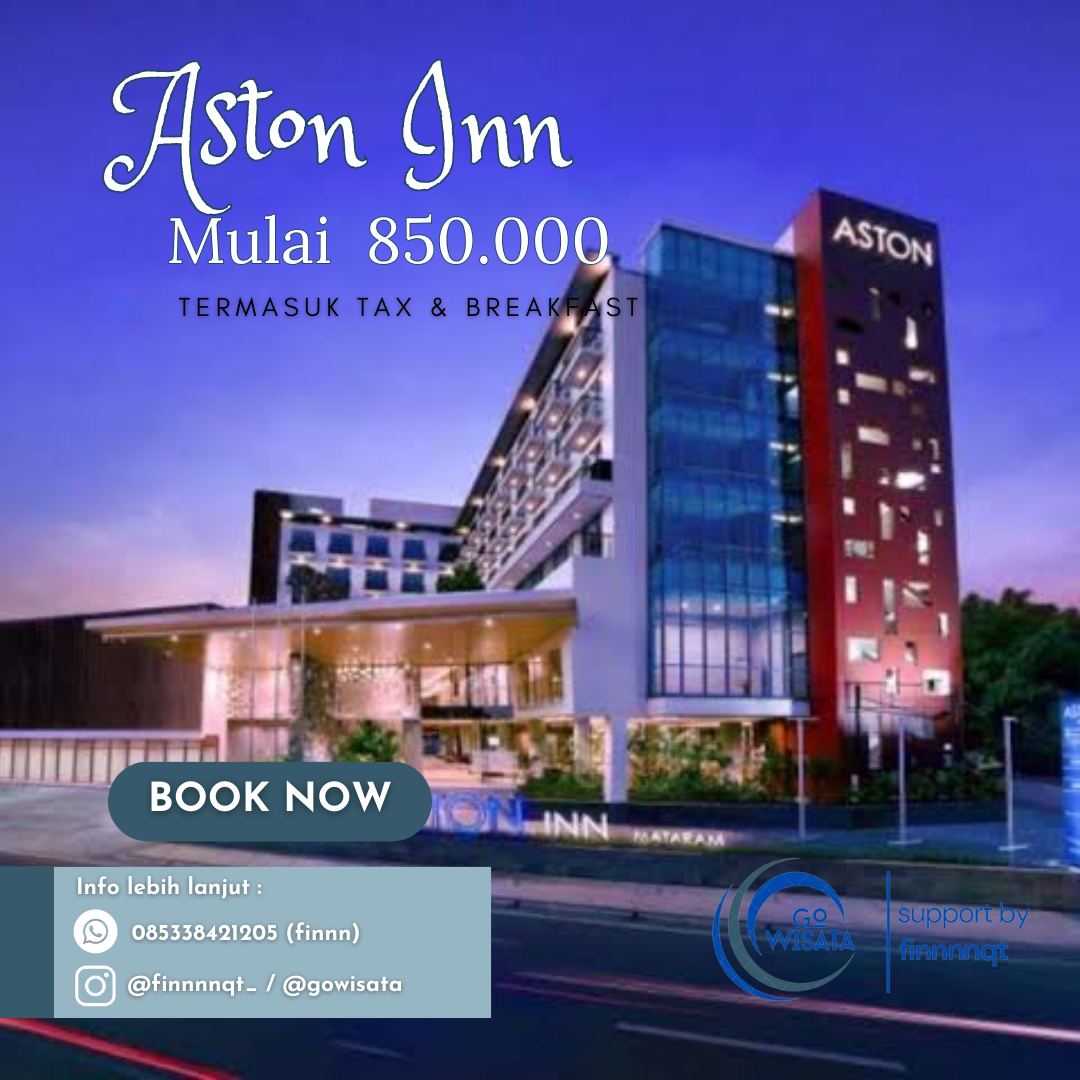 Aston Inn
Mulai 850.000
TERMASUK TAX & BREAKFAST
ASTON
BOOK NOW
INN MATARAM
Info lebih lanjut :
085338421205 (finnn)
@finnnnqt_ / @gowisata
GO
WISATA
support by
finnnnqt